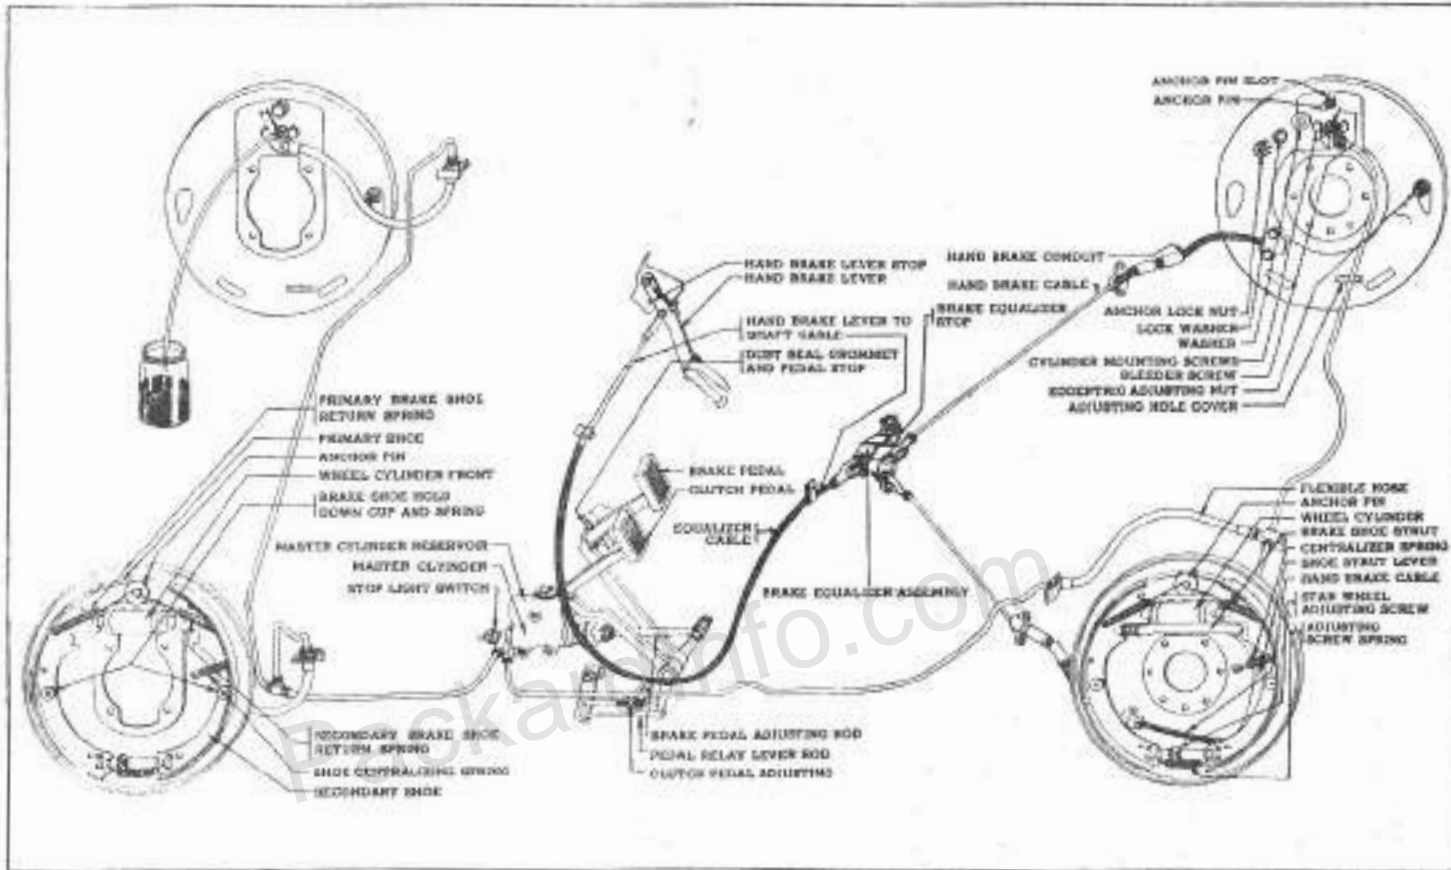 ANCHOR PIN SLOT
ANCHOR PIN
HAND BRAKE LEVER STOP
HAND BRAKE LEVER
HAND BRAKE LEVER TO
SHAFT CABLE
DUST SEAL GROMMET
AND PEDAL STOP
HAND BRAKE CONDUIT
HAND BRAKE CABLE
BRAKE EQUALIZER
STOP
ANCHOR LOCK NUT
LOCK WASHER
WASHER
CYLINDER MOUNTING SCREWS
BLEEDER SCREW
ECCENTRIC ADJUSTING NUT
ADJUSTING HOLE COVER
PRIMARY BRAKE SHOE
RETURN SPRING
PRIMARY SHOE
ANCHOR PIN
WHEEL CYLINDER FRONT
BRAKE SHOE HOLD
DOWN CUP AND SPRING
MASTER CYLINDER RESERVOIR
MASTER CLYINDER
STOP LIGHT SWITCH
BRAKE PEDAL
CLUTCH PEDAL
EQUALIZER
CABLE
BRAKE EQUALIZER ASSEMBLY
FLEXIBLE HOSE
ANCHOR PIN
WHEEL CYLINDER
BRAKE SHOE STRUT
CENTRALIZER SPRING
SHOE STRUT LEVER
HAND BRAKE CABLE
STAR WHEEL
ADJUSTING SCREW
ADJUSTING
SCREW SPRING
SECONDARY BRAKE SHOE
RETURN SPRING
SHOE CENTRALIZING SPRING
SECONDARY SHOE
BRAKE PEDAL ADJUSTING ROD
PEDAL RELAY LEVER ROD
CLUTCH PEDAL ADJUSTING
PackardInfo.com